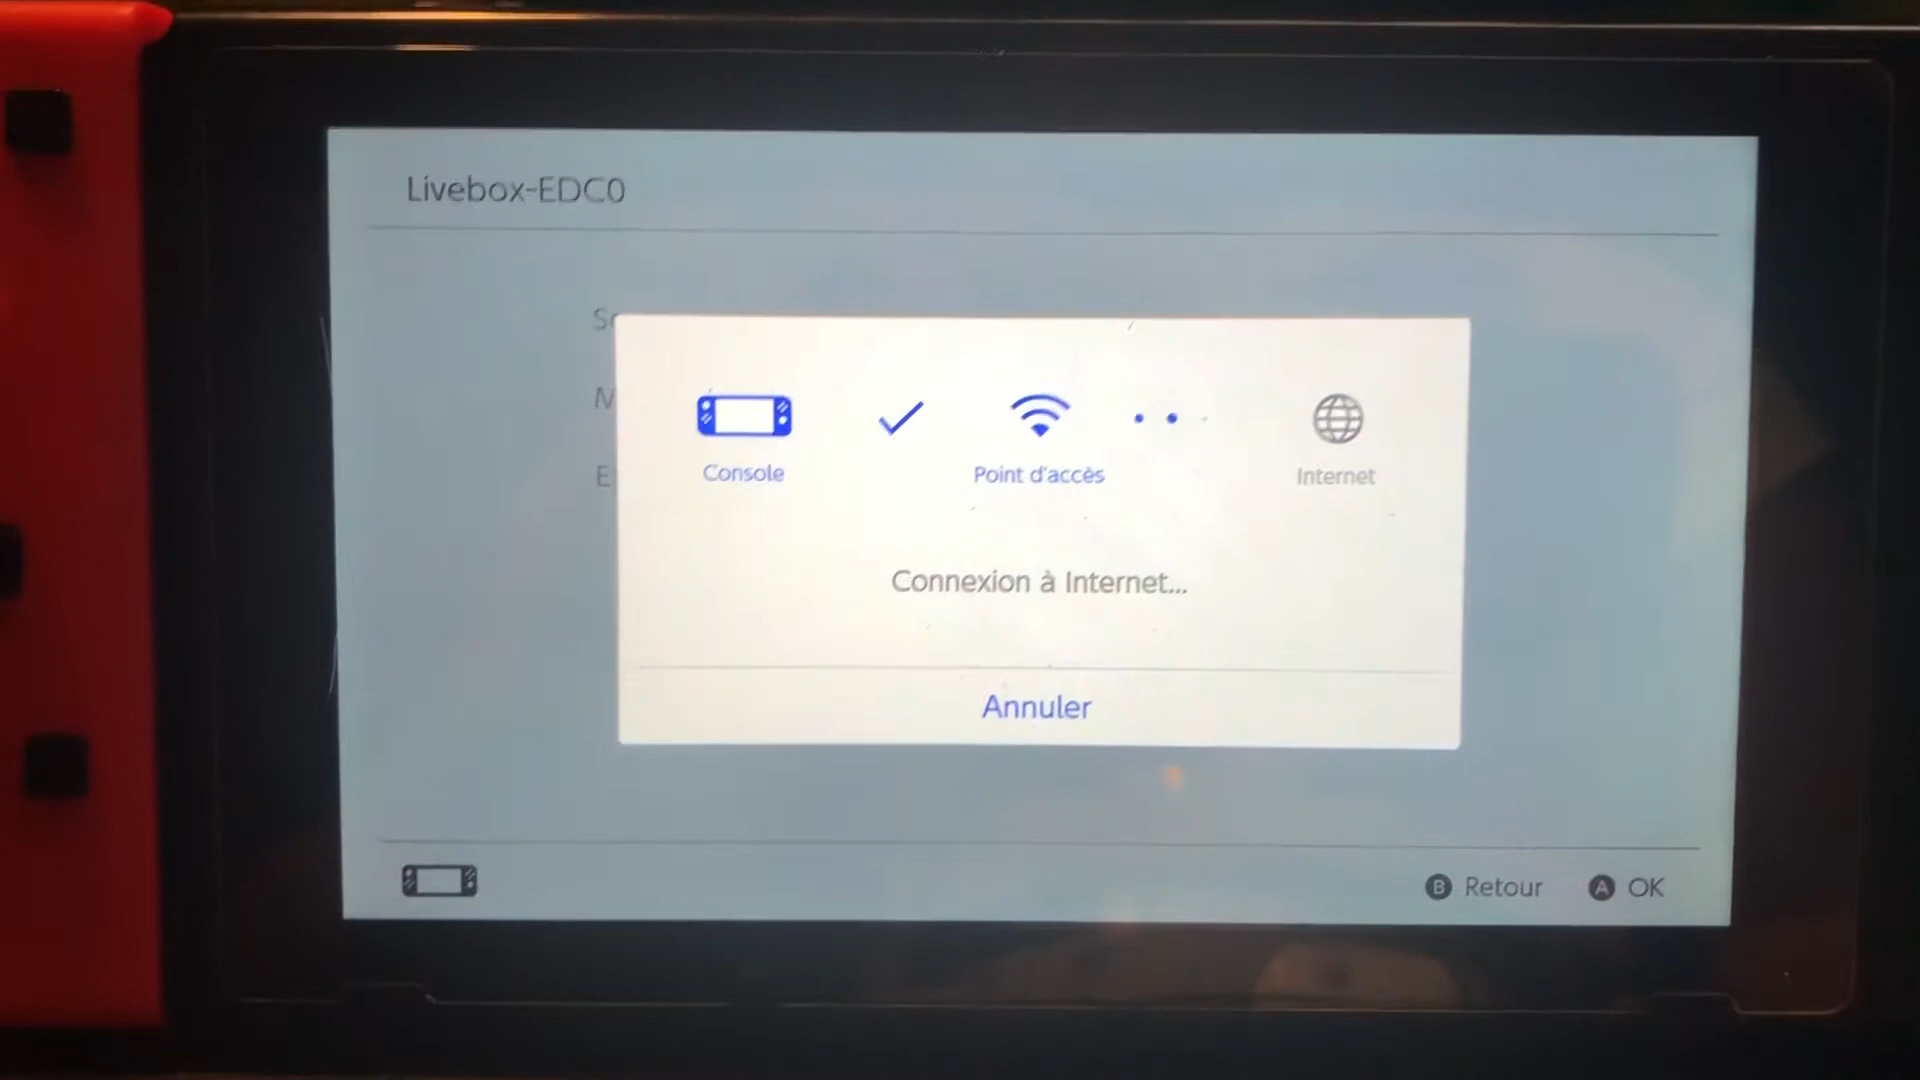 Livebox-EDC0
Console
Point d'accès
Internet
Connexion à Internet...
Annuler
B Retour
A OK